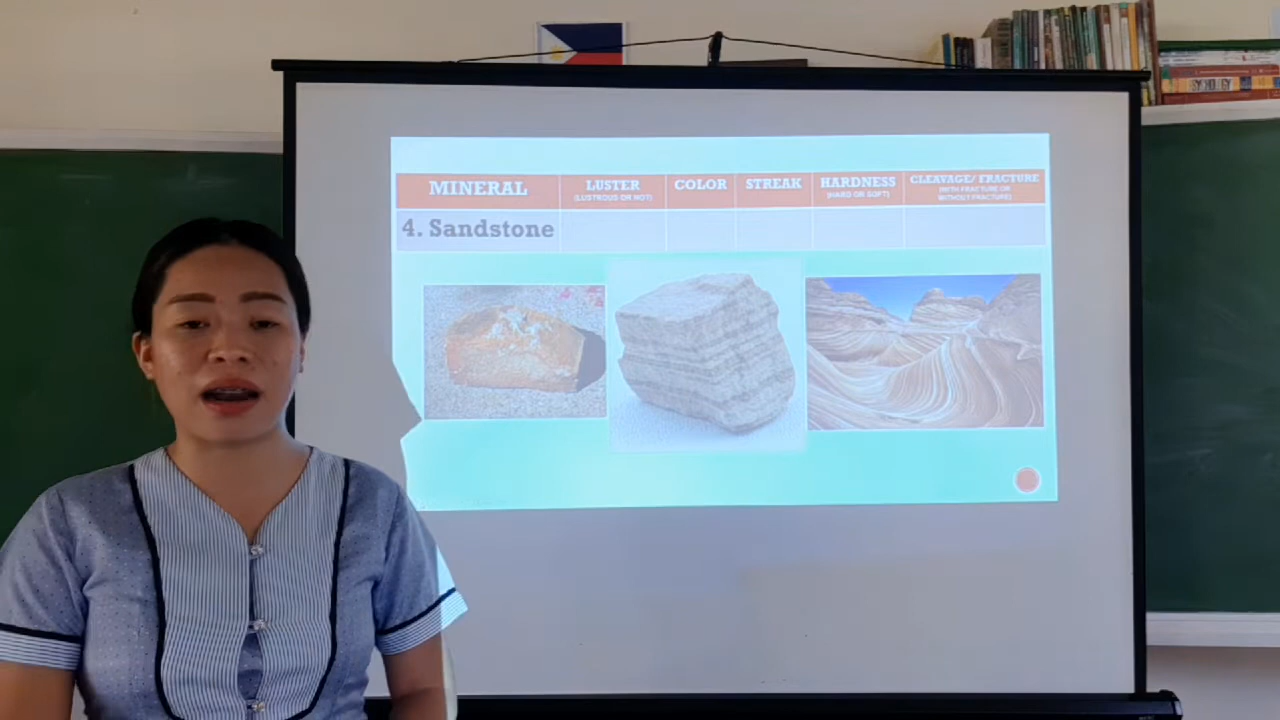 MINERAL
LUSTER
(LUSTROUS OR NOT)
COLOR
STREAK
HARDNESS
(HARD OR SOFT)
CLEAVAGE/ FRACTURE
(WITH FRACTURE OR
WITHOUT FRACTURE)
4. Sandstone